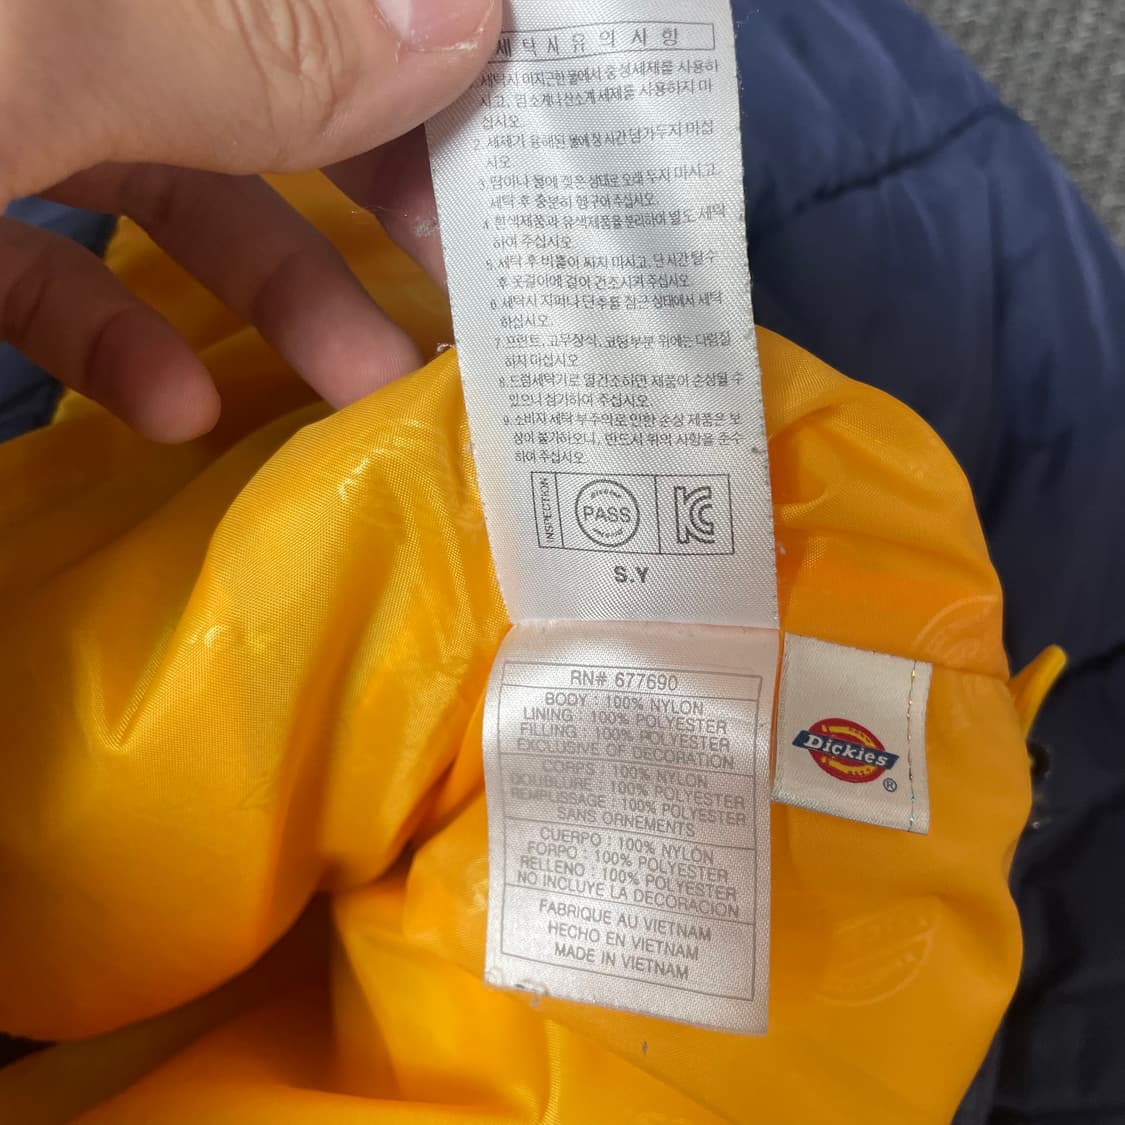 세탁시유의사항
1. 세탁시 미지근한 물에서 중성세제를 사용하
시고, 염소계나 산소계 세제를 사용하지 마
십시오.
2. 세제가 용해된 물에 장시간 담가두지 마십
시오
3. 땀이나 물에 젖은 상태로 오래 두지 마시고,
세탁 후 충분히 헹구어 주십시오.
4. 흰색제품과 유색제품을 분리하여 별도 세탁
하여 주십시오.
5. 세탁 후 비틀어 짜지 마시고, 단시간 탈수
후 옷걸이에 걸어 건조시켜 주십시오.
6. 세탁시 지퍼나 단추를 잠근 상태에서 세탁
하십시오.
7. 프린트, 고무장식, 코팅부분 위에는 다림질
하지 마십시오
8. 드럼세탁기로 열건조하면 제품이 손상될 수
있으니 삼가하여 주십시오.
9. 소비자 세탁 부주의로 인한 손상 제품은 보
상이 불가하오니, 반드시 위의 사항을 준수
하여 주십시오.
INSPECTION
PASS
KC
S.Y
RN# 677690
BODY : 100% NYLON
LINING : 100% POLYESTER
FILLING : 100% POLYESTER
EXCLUSIVE OF DECORATION
CORPS : 100% NYLON
DOUBLURE : 100% POLYESTER
REMPLISSAGE : 100% POLYESTER
SANS ORNEMENTS
CUERPO : 100% NYLON
FORPO : 100% POLYESTER
RELLENO : 100% POLYESTER
NO INCLUYE LA DECORACION
FABRIQUE AU VIETNAM
HECHO EN VIETNAM
MADE IN VIETNAM
Dickies
®